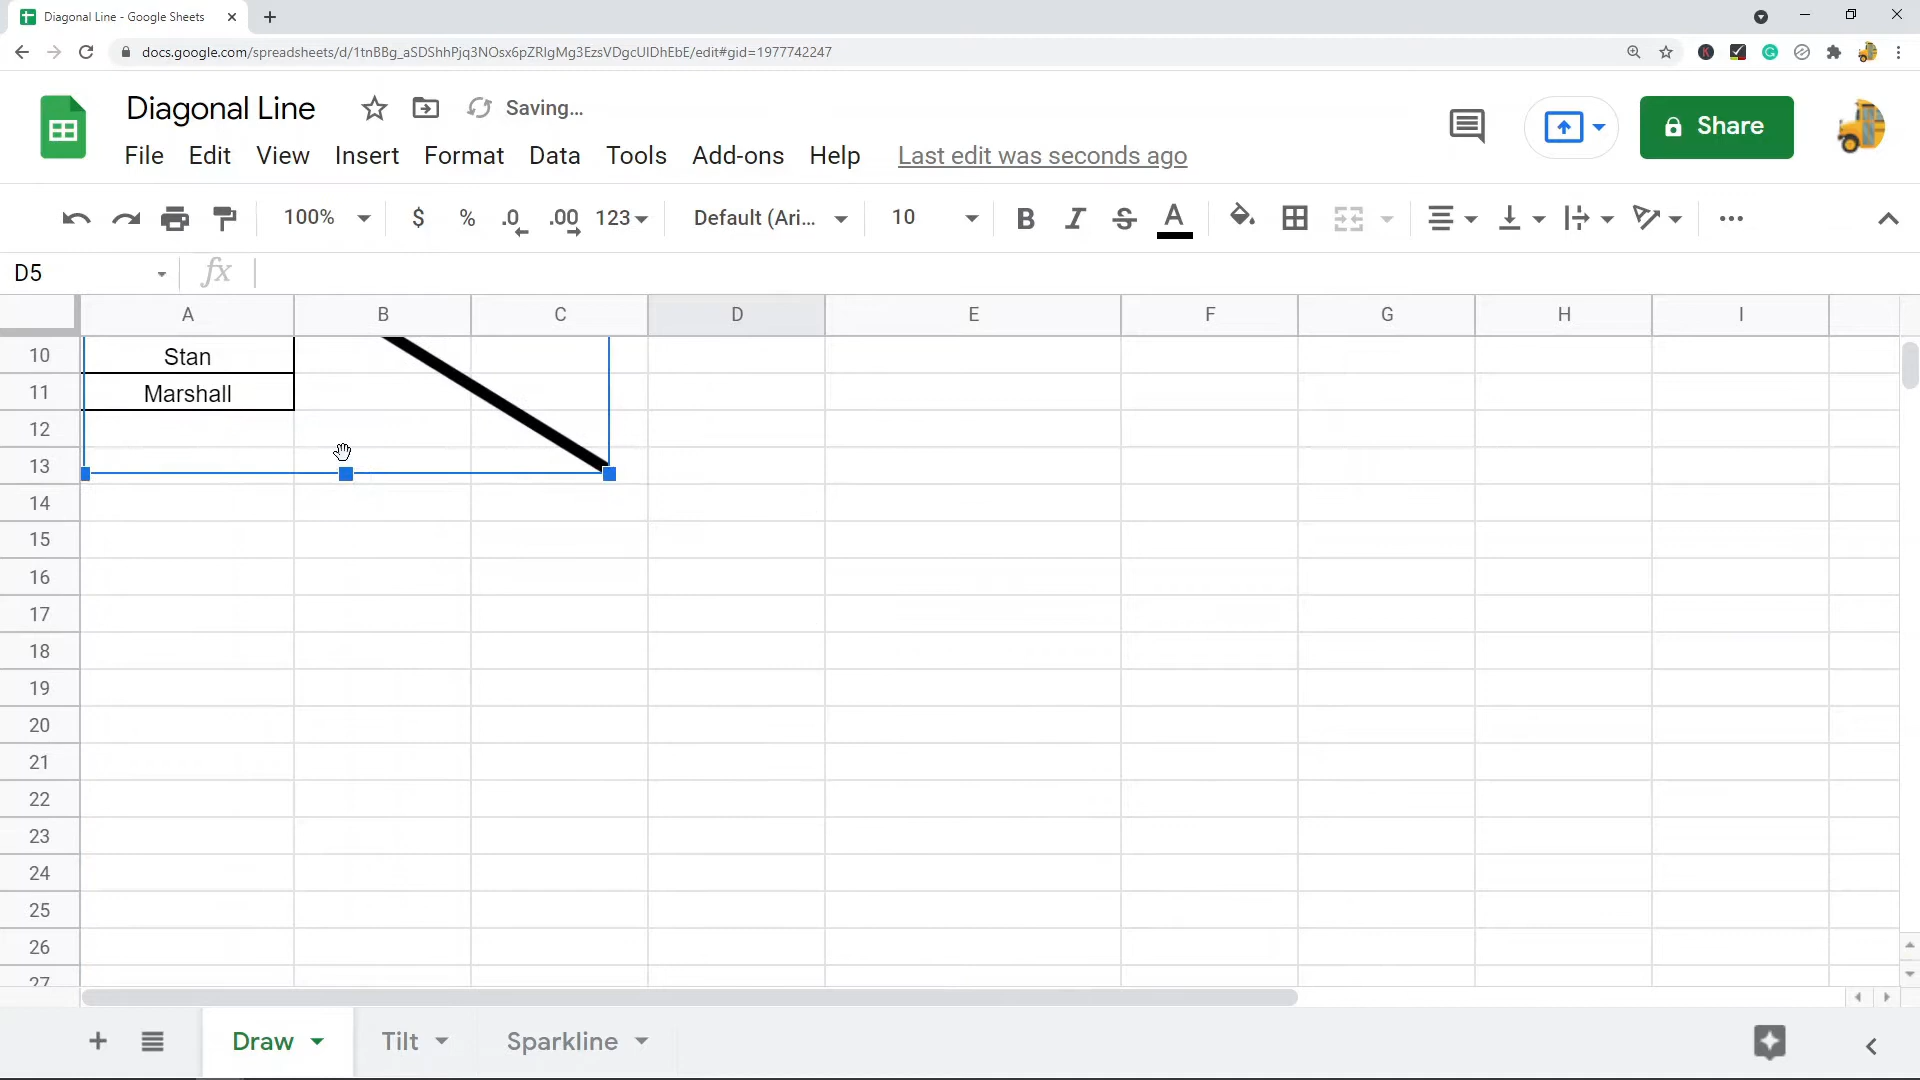 Diagonal Line - Google Sheets
docs.google.com/spreadsheets/d/1tnBBg_aSDShhPjq3NOsx6pZRIgMg3EzsVDgcUIDhEbE/edit#gid=1977742247
Diagonal Line Saving...
Share
File Edit View Insert Format Data Tools Add-ons Help Last edit was seconds ago
100% $ % .0 .00 123 Default (Ari... 10 B I S A
D5 fx
A B C D E F G H I
10 Stan
11 Marshall
12
13
14
15
16
17
18
19
20
21
22
23
24
25
26
27
Draw Tilt Sparkline